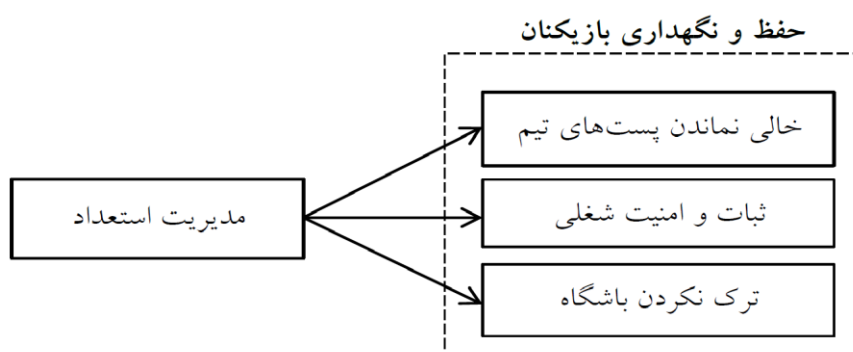 حفظ و نگهداری بازیکنان
خالی نماندن پست‌های تیم
مدیریت استعداد
ثبات و امنیت شغلی
ترک نکردن باشگاه